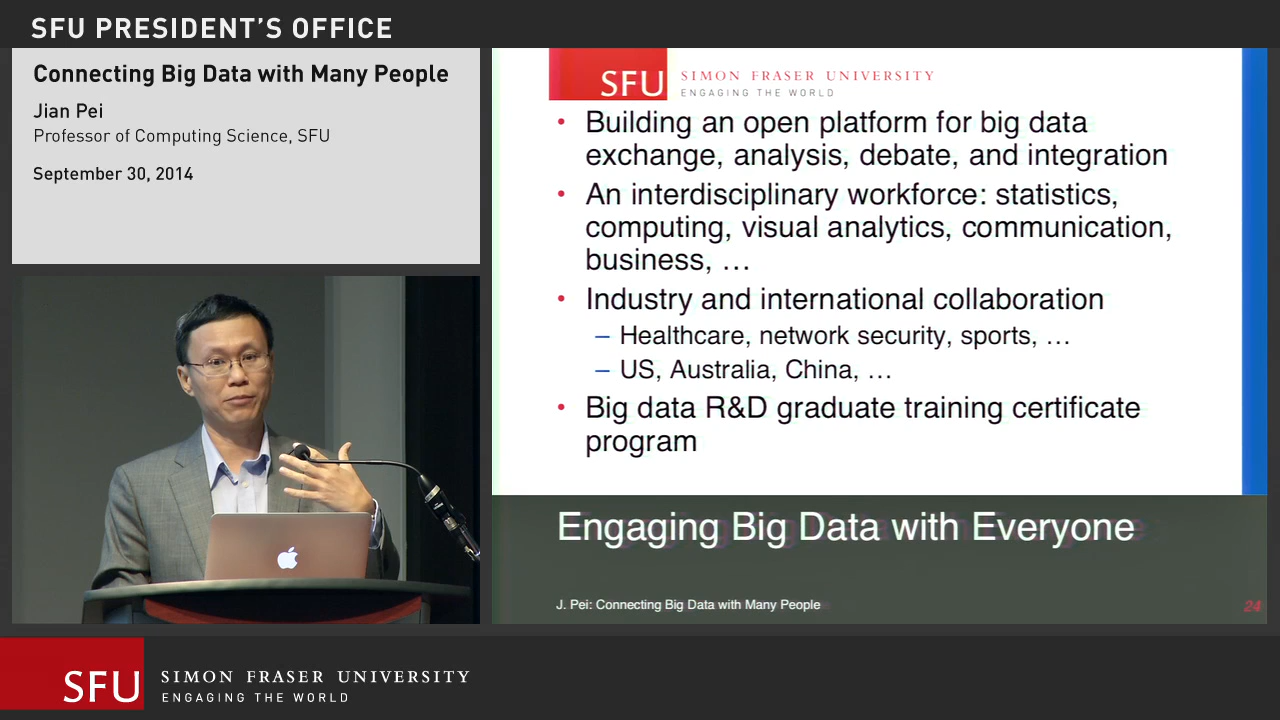 SFU PRESIDENT'S OFFICE
Connecting Big Data with Many People
Jian Pei
Professor of Computing Science, SFU
September 30, 2014
SFU SIMON FRASER UNIVERSITY
ENGAGING THE WORLD
• Building an open platform for big data
exchange, analysis, debate, and integration
• An interdisciplinary workforce: statistics,
computing, visual analytics, communication,
business, …
• Industry and international collaboration
– Healthcare, network security, sports, …
– US, Australia, China, …
• Big data R&D graduate training certificate
program
Engaging Big Data with Everyone
J. Pei: Connecting Big Data with Many People
24
SFU SIMON FRASER UNIVERSITY
ENGAGING THE WORLD